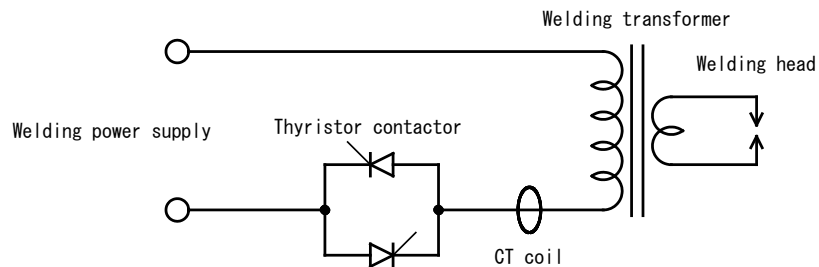 Welding transformer
Welding head
Thyristor contactor
Welding power supply
CT coil